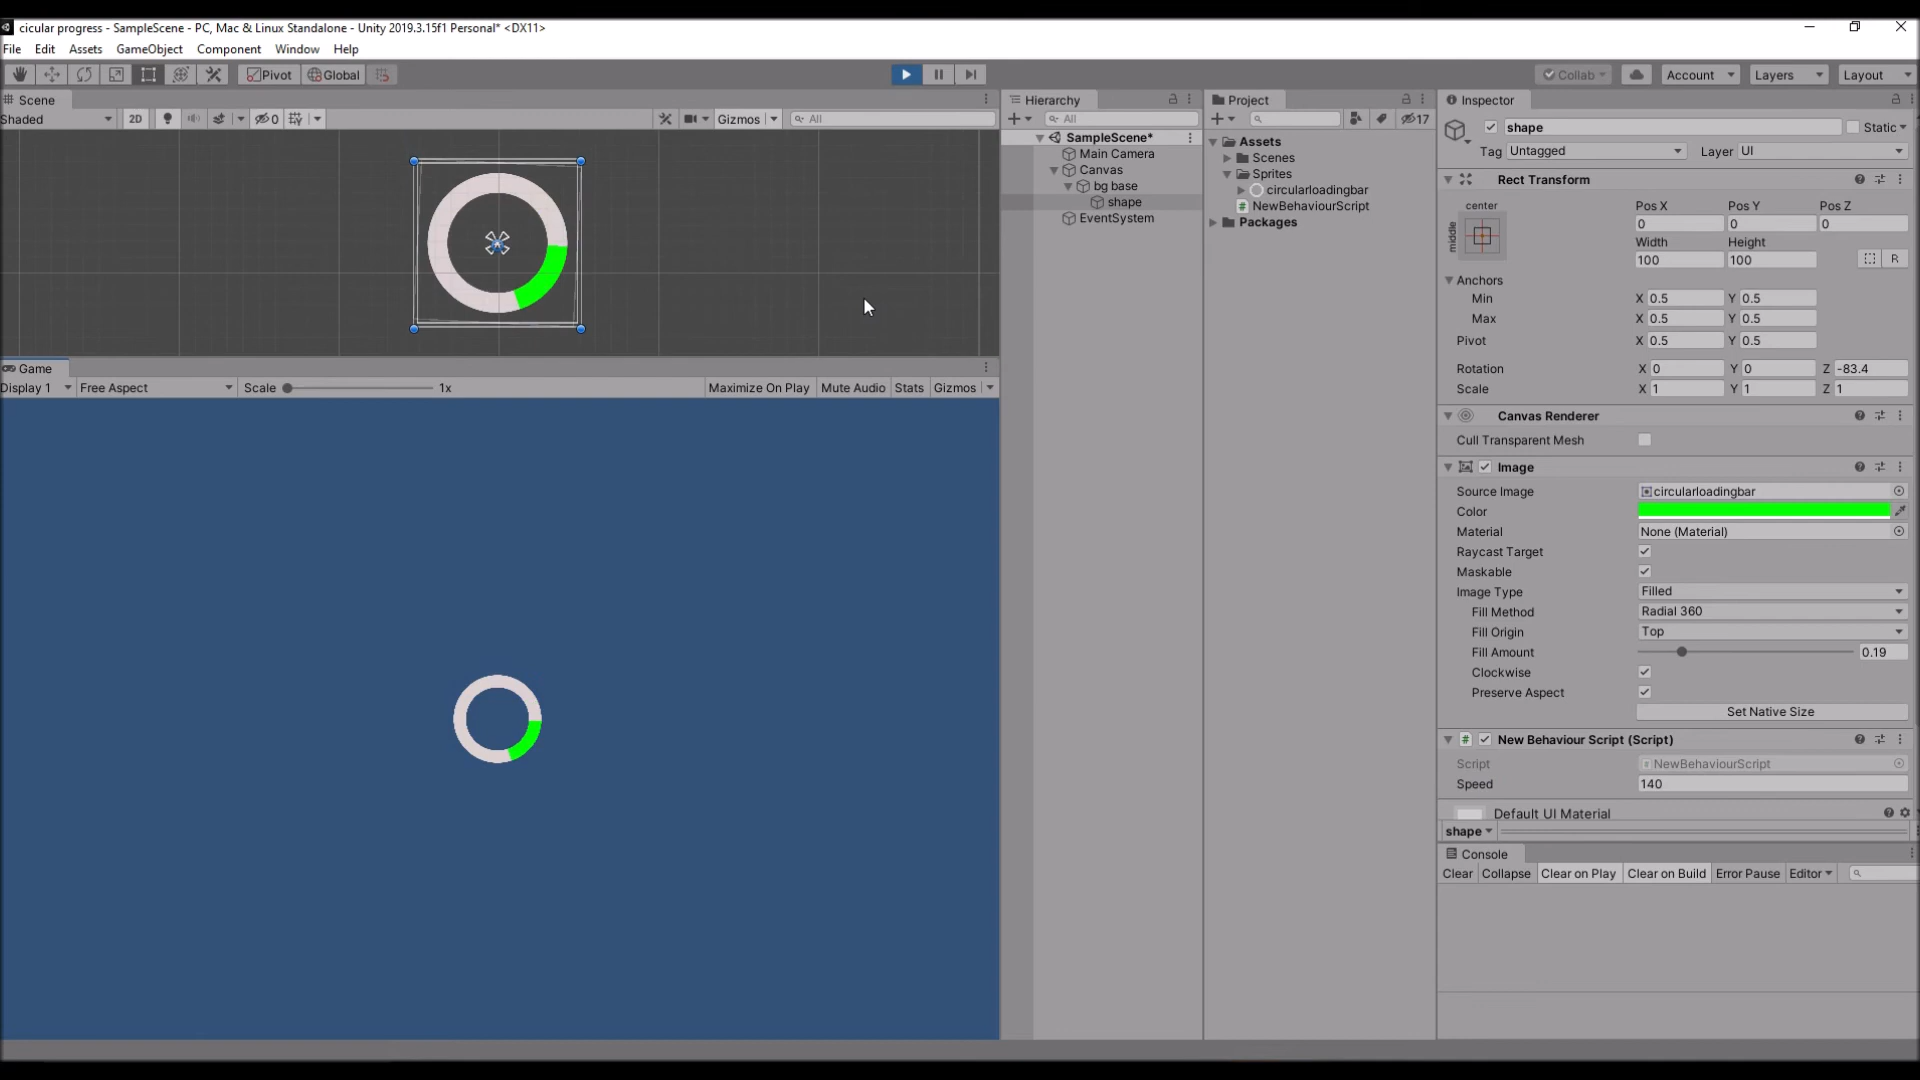 cicular progress - SampleScene - PC, Mac & Linux Standalone - Unity 2019.3.15f1 Personal* <DX11>
File Edit Assets GameObject Component Window Help
Pivot Global Collab Account Layers Layout
Scene
Shaded 2D 0 Gizmos All
Game
Display 1 Free Aspect Scale 1x Maximize On Play Mute Audio Stats Gizmos
Hierarchy
All
SampleScene*
Main Camera
Canvas
bg base
shape
EventSystem
Project
17
Assets
Scenes
Sprites
circularloadingbar
NewBehaviourScript
Packages
Inspector
shape Static
Tag Untagged Layer UI
Rect Transform
center Pos X Pos Y Pos Z
middle 0 0 0
Width Height
100 100 R
Anchors
Min X 0.5 Y 0.5
Max X 0.5 Y 0.5
Pivot X 0.5 Y 0.5
Rotation X 0 Y 0 Z -83.4
Scale X 1 Y 1 Z 1
Canvas Renderer
Cull Transparent Mesh
Image
Source Image circularloadingbar
Color
Material None (Material)
Raycast Target
Maskable
Image Type Filled
Fill Method Radial 360
Fill Origin Top
Fill Amount 0.19
Clockwise
Preserve Aspect
Set Native Size
New Behaviour Script (Script)
Script NewBehaviourScript
Speed 140
Default UI Material
shape
Console
Clear Collapse Clear on Play Clear on Build Error Pause Editor